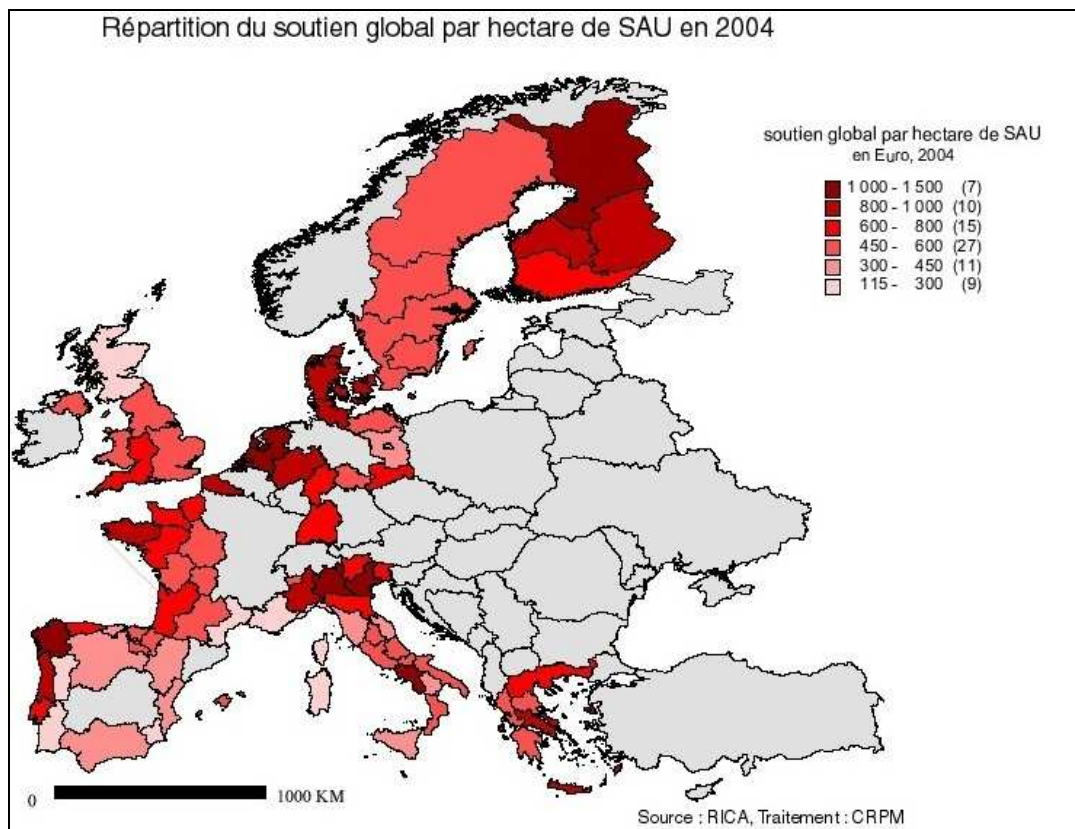 Répartition du soutien global par hectare de SAU en 2004
soutien global par hectare de SAU
en Euro, 2004
1 000 - 1 500 (7)
800 - 1 000 (10)
600 - 800 (15)
450 - 600 (27)
300 - 450 (11)
115 - 300 (9)
0 1000 KM
Source : RICA, Traitement : CRPM